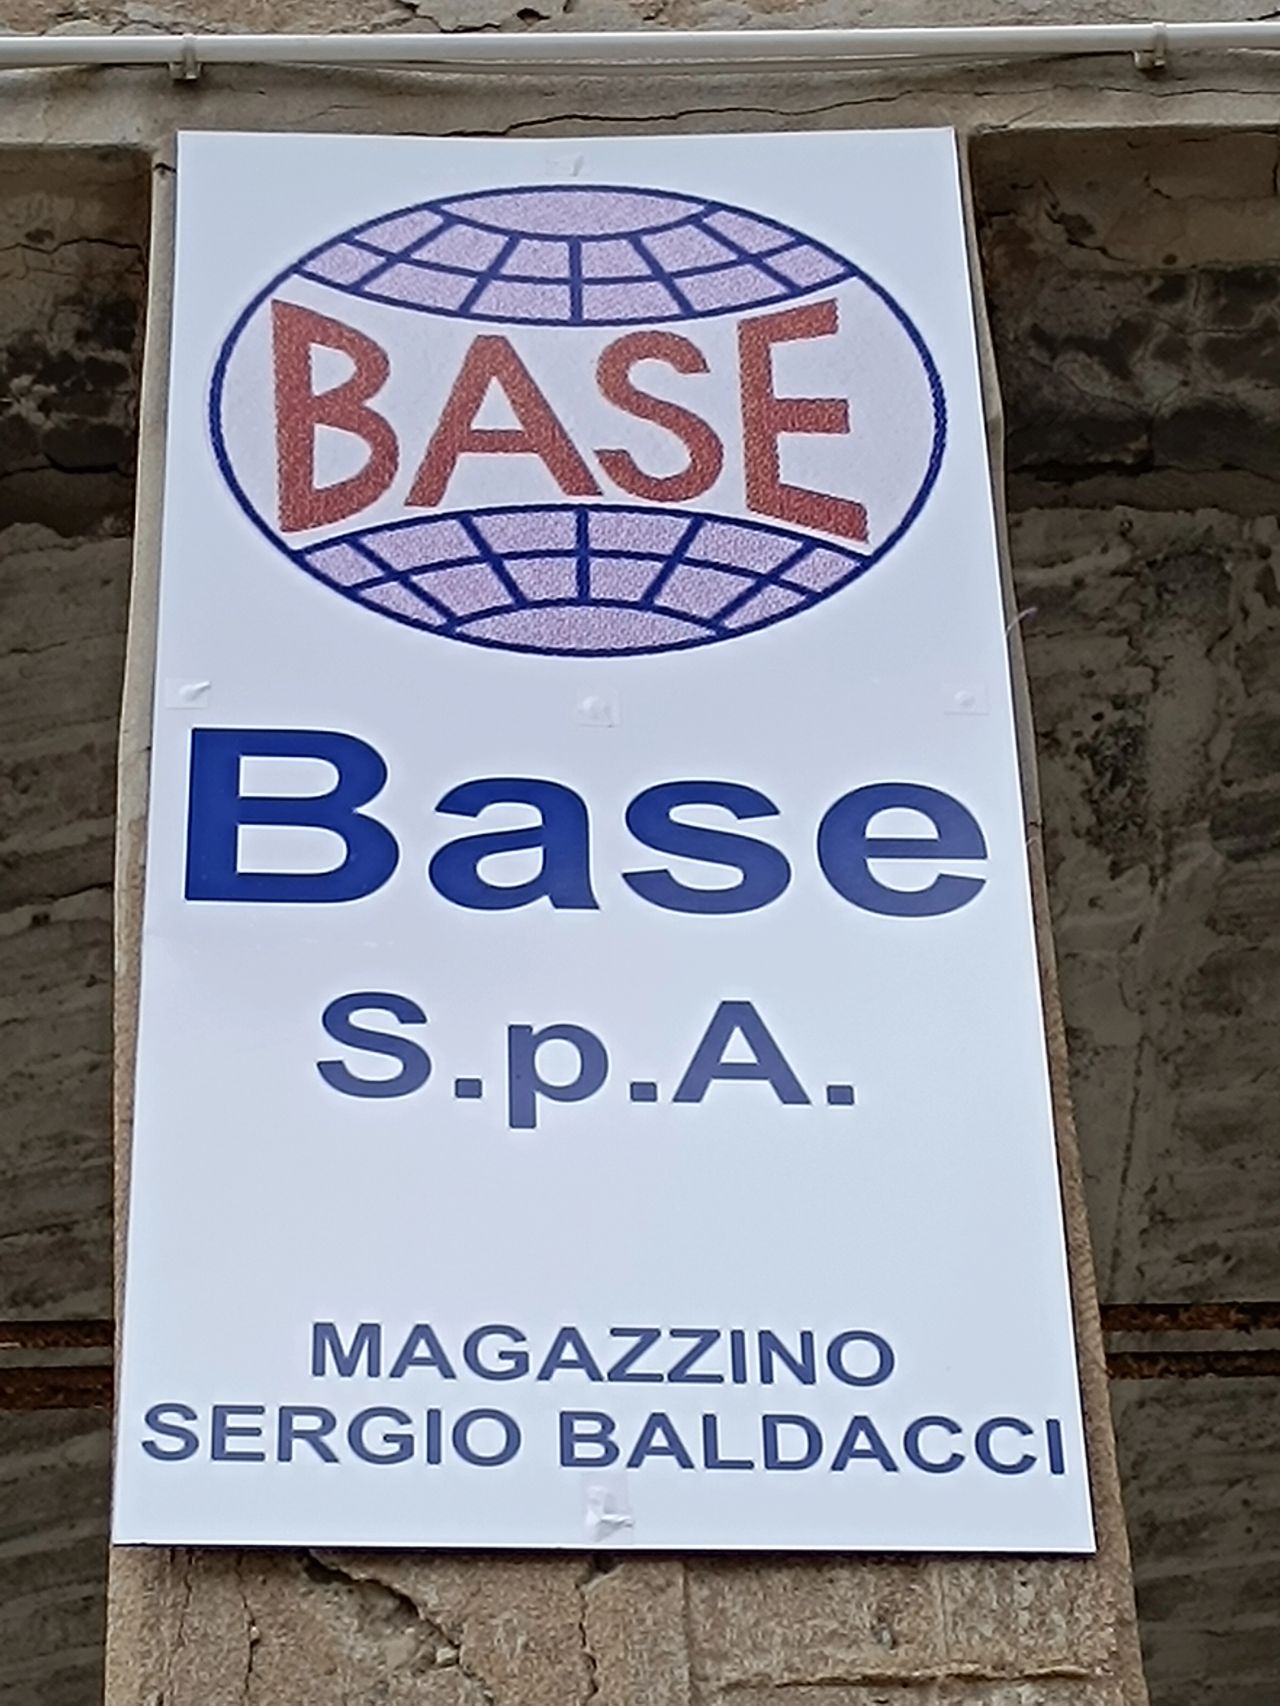 BASE
Base
S.p.A.
MAGAZZINO
SERGIO BALDACCI